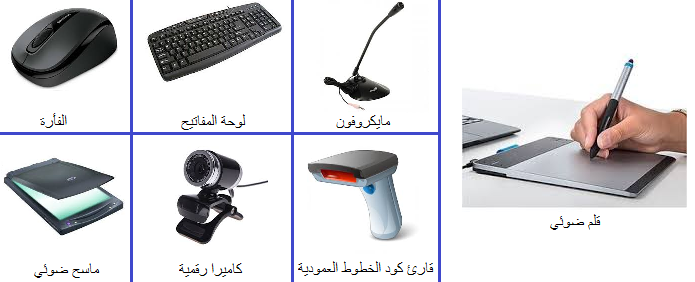 مايكروفون
لوحة المفاتيح
الفأرة
قلم ضوئي
قارئ كود الخطوط العمودية
كاميرا رقمية
ماسح ضوئي